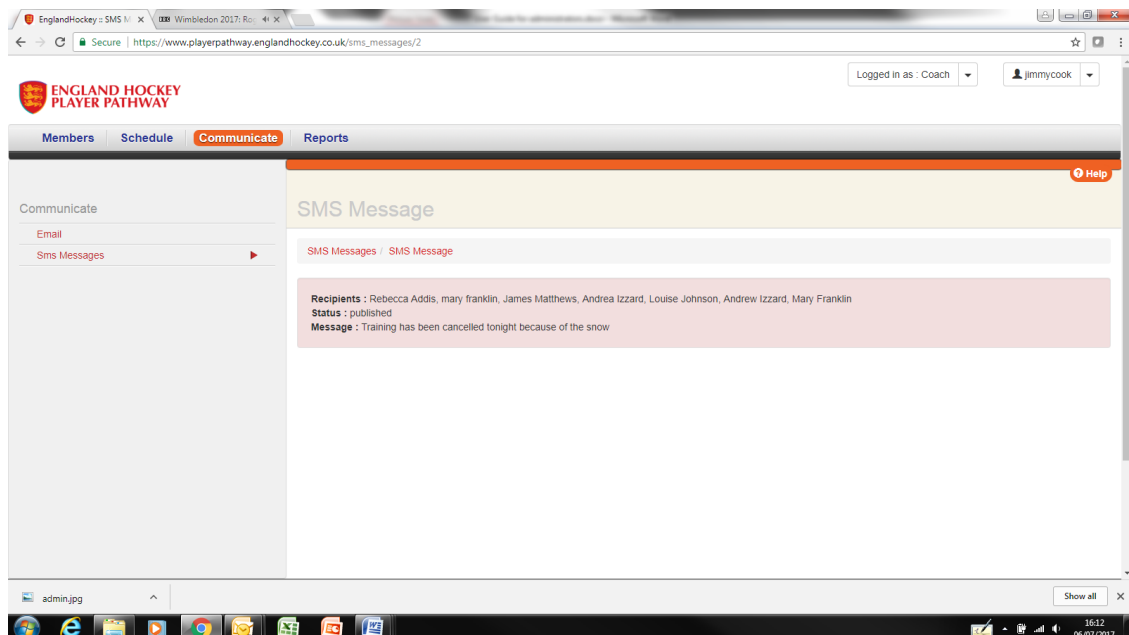 EnglandHockey :: SMS M
Wimbledon 2017: Ro
Secure | https://www.playerpathway.englandhockey.co.uk/sms_messages/2
Logged in as : Coach
jimmycook
ENGLAND HOCKEY
PLAYER PATHWAY
Members Schedule Communicate Reports
Help
Communicate
Email
Sms Messages
SMS Message
SMS Messages / SMS Message
Recipients : Rebecca Addis, mary franklin, James Matthews, Andrea Izzard, Louise Johnson, Andrew Izzard, Mary Franklin
Status : published
Message : Training has been cancelled tonight because of the snow
admin.jpg
Show all
16:12
06/07/2017